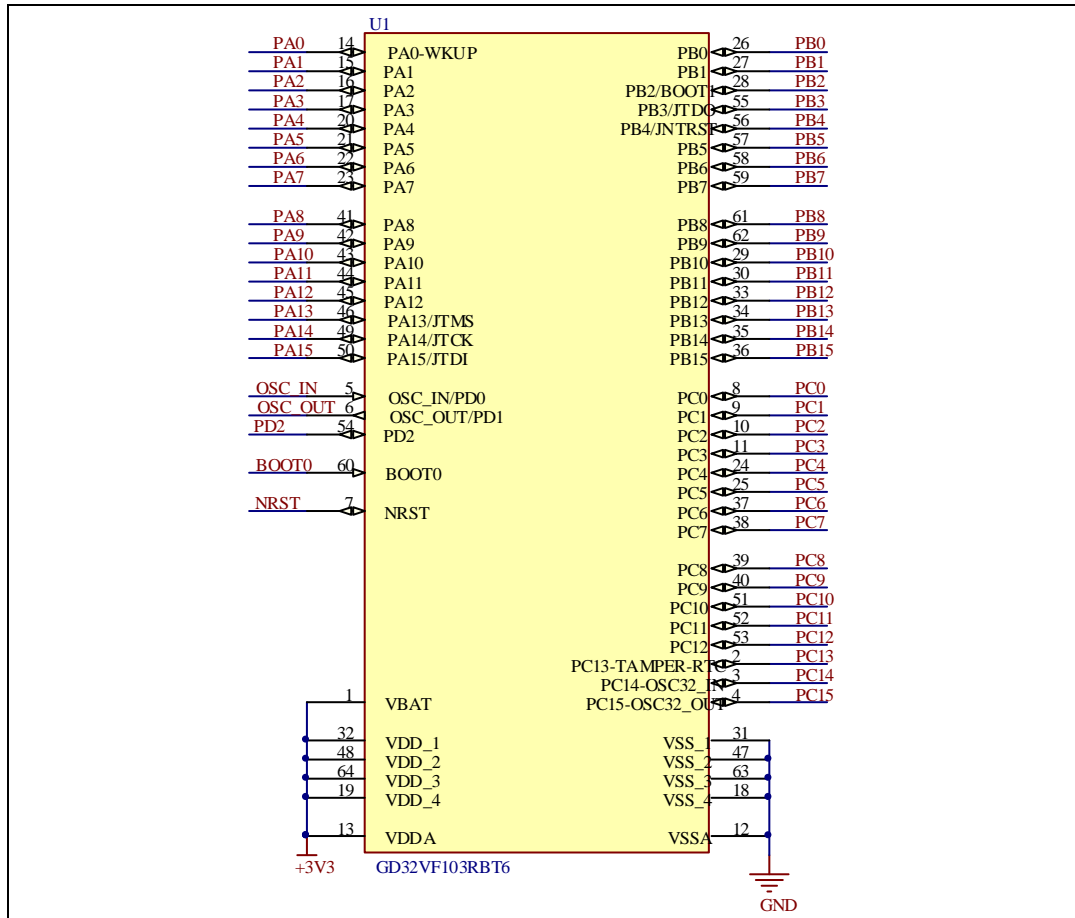 U1
PA0 14 PA0-WKUP PB0 26 PB0
PA1 15 PA1 PB1 27 PB1
PA2 16 PA2 PB2/BOOT1 28 PB2
PA3 17 PA3 PB3/JTDO 55 PB3
PA4 20 PA4 PB4/JNTRST 56 PB4
PA5 21 PA5 PB5 57 PB5
PA6 22 PA6 PB6 58 PB6
PA7 23 PA7 PB7 59 PB7
PA8 41 PA8 PB8 61 PB8
PA9 42 PA9 PB9 62 PB9
PA10 43 PA10 PB10 29 PB10
PA11 44 PA11 PB11 30 PB11
PA12 45 PA12 PB12 33 PB12
PA13 46 PA13/JTMS PB13 34 PB13
PA14 49 PA14/JTCK PB14 35 PB14
PA15 50 PA15/JTDI PB15 36 PB15
OSC_IN 5 OSC_IN/PD0 PC0 8 PC0
OSC_OUT 6 OSC_OUT/PD1 PC1 9 PC1
PD2 54 PD2 PC2 10 PC2
PC3 11 PC3
BOOT0 60 BOOT0 PC4 24 PC4
PC5 25 PC5
NRST 7 NRST PC6 37 PC6
PC7 38 PC7
PC8 39 PC8
PC9 40 PC9
PC10 51 PC10
PC11 52 PC11
PC12 53 PC12
PC13-TAMPER-RTC 2 PC13
PC14-OSC32_IN 3 PC14
1 VBAT PC15-OSC32_OUT 4 PC15
32 VDD_1 VSS_1 31
48 VDD_2 VSS_2 47
64 VDD_3 VSS_3 63
19 VDD_4 VSS_4 18
13 VDDA VSSA 12
+3V3 GD32VF103RBT6
GND